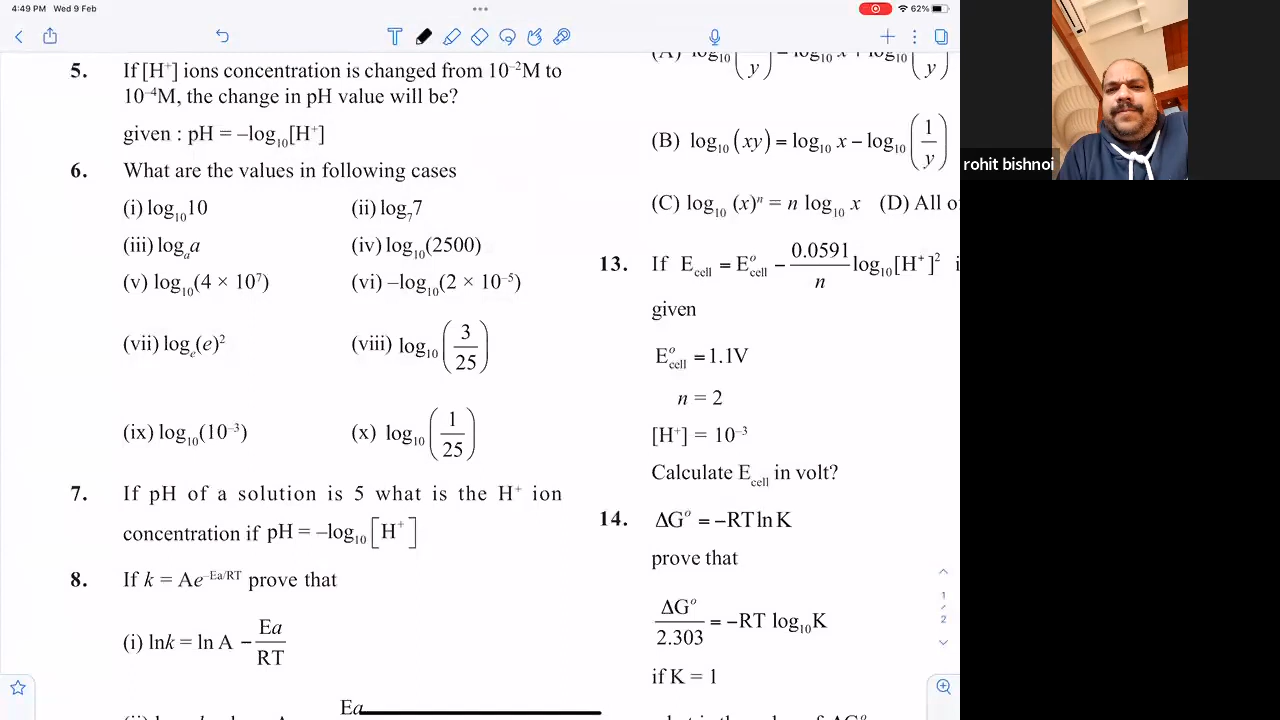 4:49 PM Wed 9 Feb
62%
5. If [H⁺] ions concentration is changed from 10⁻²M to
10⁻⁴M, the change in pH value will be?
given : pH = –log₁₀[H⁺]
6. What are the values in following cases
(i) log₁₀10 (ii) log₇7
(iii) logₐa (iv) log₁₀(2500)
(v) log₁₀(4 × 10⁷) (vi) –log₁₀(2 × 10⁻⁵)
(vii) logₑ(e)² (viii) log₁₀(3/25)
(ix) log₁₀(10⁻³) (x) log₁₀(1/25)
7. If pH of a solution is 5 what is the H⁺ ion
concentration if pH = –log₁₀[H⁺]
8. If k = Ae⁻ᴱᵃ/ᴿᵀ prove that
(i) lnk = ln A – Ea/RT
Ea
(B) log₁₀(xy) = log₁₀ x – log₁₀(1/y)
(C) log₁₀ (x)ⁿ = n log₁₀ x (D) All
13. If E_cell = E°_cell – 0.0591/n log₁₀[H⁺]²
given
E°_cell = 1.1V
n = 2
[H⁺] = 10⁻³
Calculate E_cell in volt?
14. ΔG° = –RT ln K
prove that
ΔG°/2.303 = –RT log₁₀K
if K = 1
1
/
2
rohit bishnoi